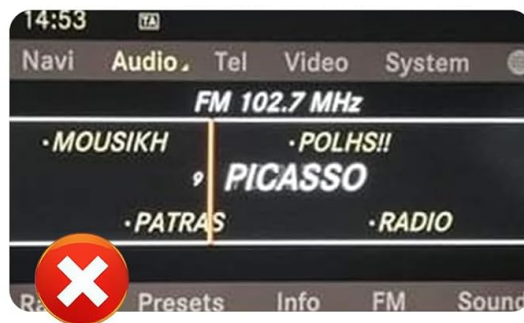 14:53 TA
Navi Audio Tel Video System
FM 102.7 MHz
·MOUSIKH ·POLHS!!
9 PICASSO
·PATRAS ·RADIO
Presets Info FM Sound